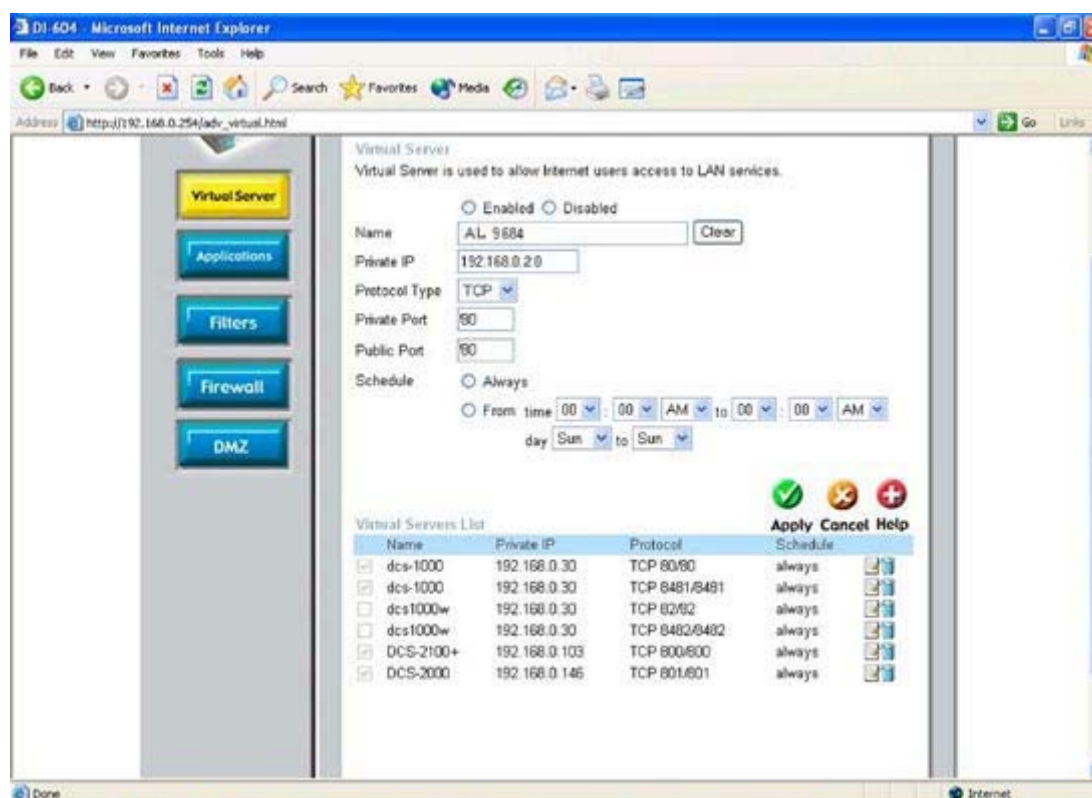 DI-604 - Microsoft Internet Explorer
File Edit View Favorites Tools Help
Back Search Favorites Media
Address http://192.168.0.254/adv_virtual.html Go Links
Virtual Server
Virtual Server is used to allow Internet users access to LAN services.
Virtual Server
Enabled Disabled
Name AL 9684 Clear
Applications
Private IP 192.168.0.20
Protocol Type TCP
Private Port 80
Filters
Public Port 80
Schedule Always
Firewall
From time 00 : 00 AM to 00 : 00 AM
day Sun to Sun
DMZ
Apply Cancel Help
Virtual Servers List
Name Private IP Protocol Schedule
dcs-1000 192.168.0.30 TCP 80/80 always
dcs-1000 192.168.0.30 TCP 8481/8481 always
dcs1000w 192.168.0.30 TCP 82/82 always
dcs1000w 192.168.0.30 TCP 8482/8482 always
DCS-2100+ 192.168.0.103 TCP 800/800 always
DCS-2000 192.168.0.146 TCP 801/801 always
Done Internet